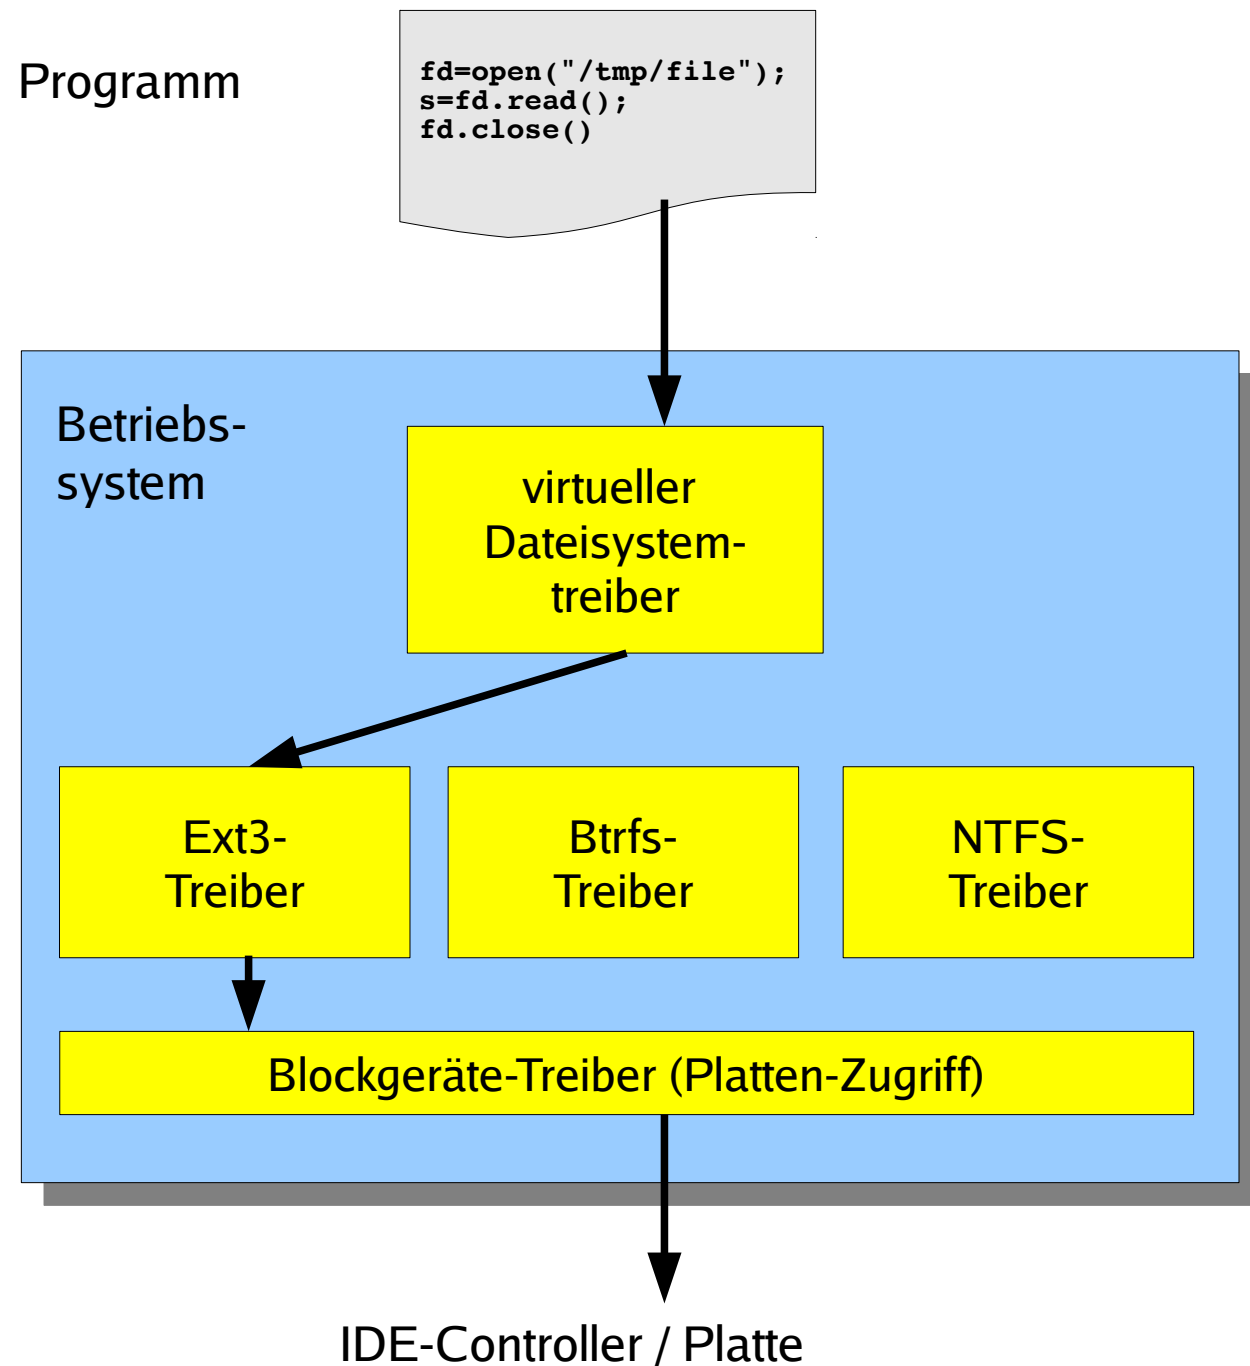 Programm
fd=open("/tmp/file");
s=fd.read();
fd.close()
Betriebs-
system
virtueller
Dateisystem-
treiber
Ext3-
Treiber
Btrfs-
Treiber
NTFS-
Treiber
Blockgeräte-Treiber (Platten-Zugriff)
IDE-Controller / Platte